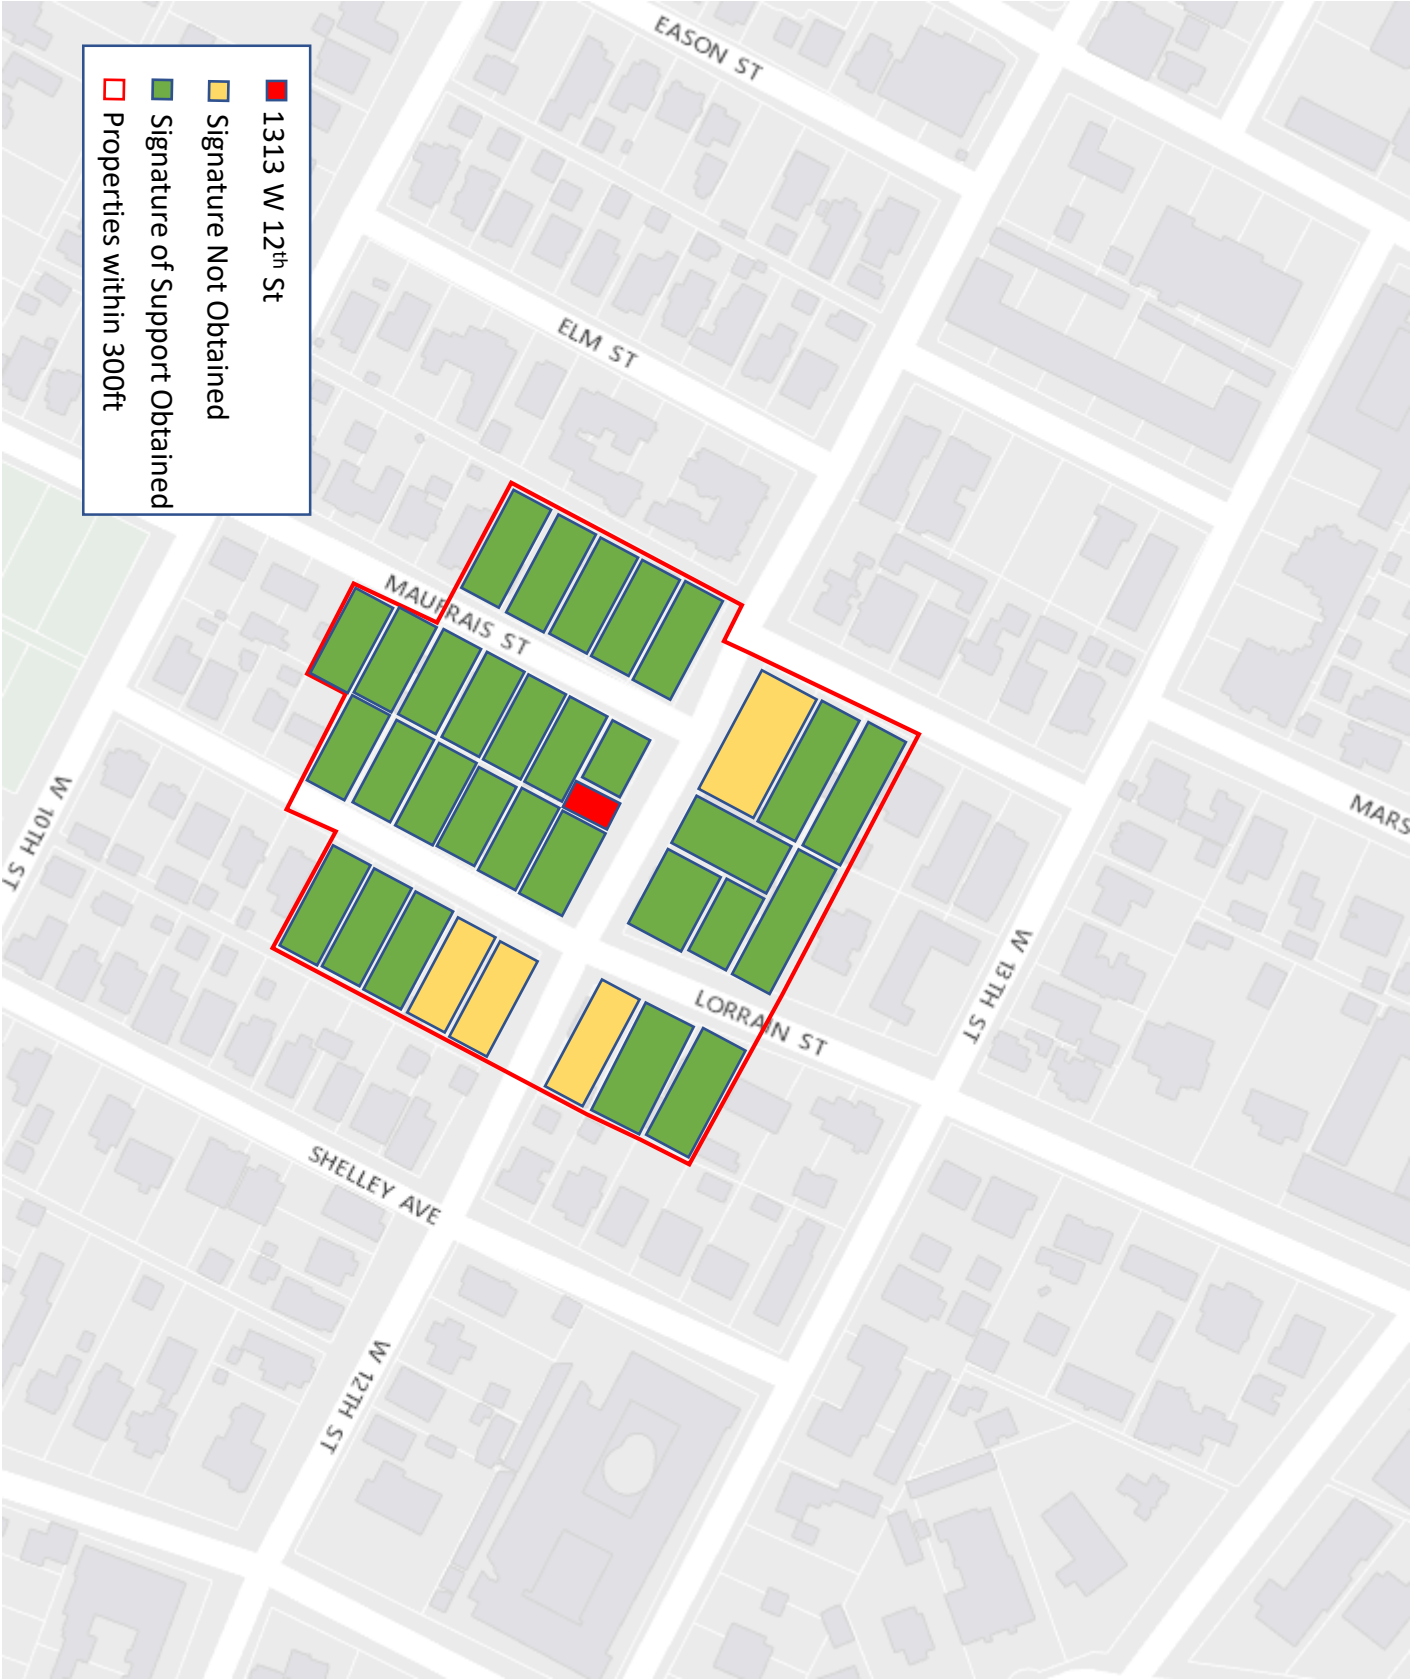 1313 W 12th St
Signature Not Obtained
Signature of Support Obtained
Properties within 300ft
EASON ST
ELM ST
MAUFRAIS ST
MARS
W 10TH ST
W 13TH ST
LORRAIN ST
SHELLEY AVE
W 12TH ST